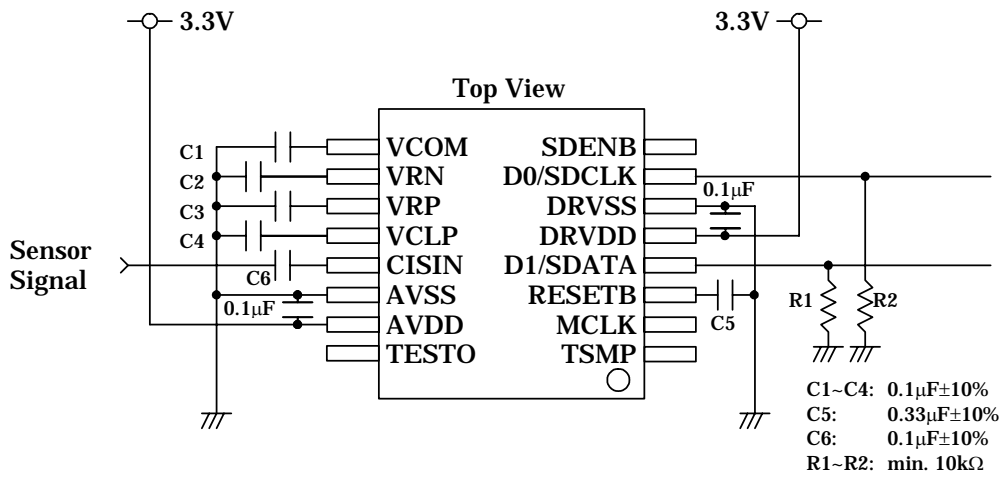 3.3V
3.3V
Top View
C1
VCOM
SDENB
C2
VRN
D0/SDCLK
0.1μF
C3
VRP
DRVSS
C4
VCLP
DRVDD
Sensor
Signal
C6
CISIN
D1/SDATA
0.1μF
AVSS
RESETB
C5
R1
R2
AVDD
MCLK
TESTO
TSMP
C1~C4: 0.1μF±10%
C5: 0.33μF±10%
C6: 0.1μF±10%
R1~R2: min. 10kΩ